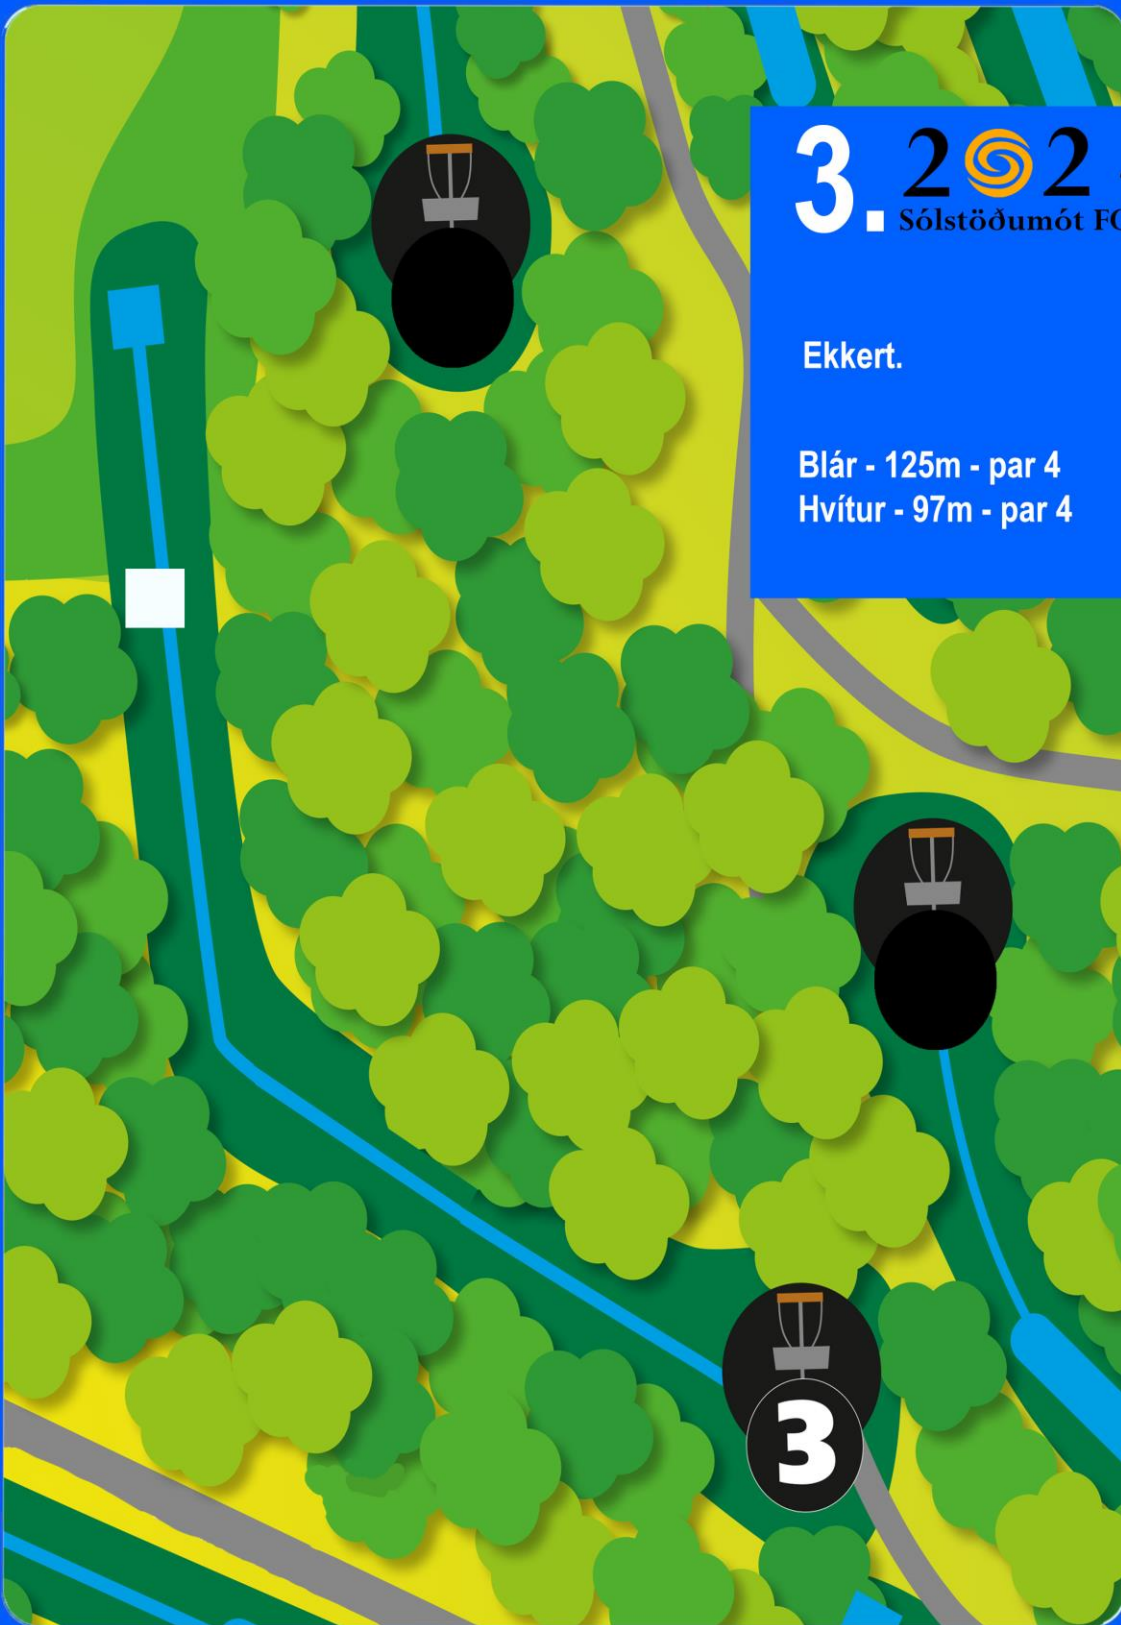 3.
2 2
Sólstöðumót
Ekkert.
Blár - 125m - par 4
Hvítur - 97m - par 4
3